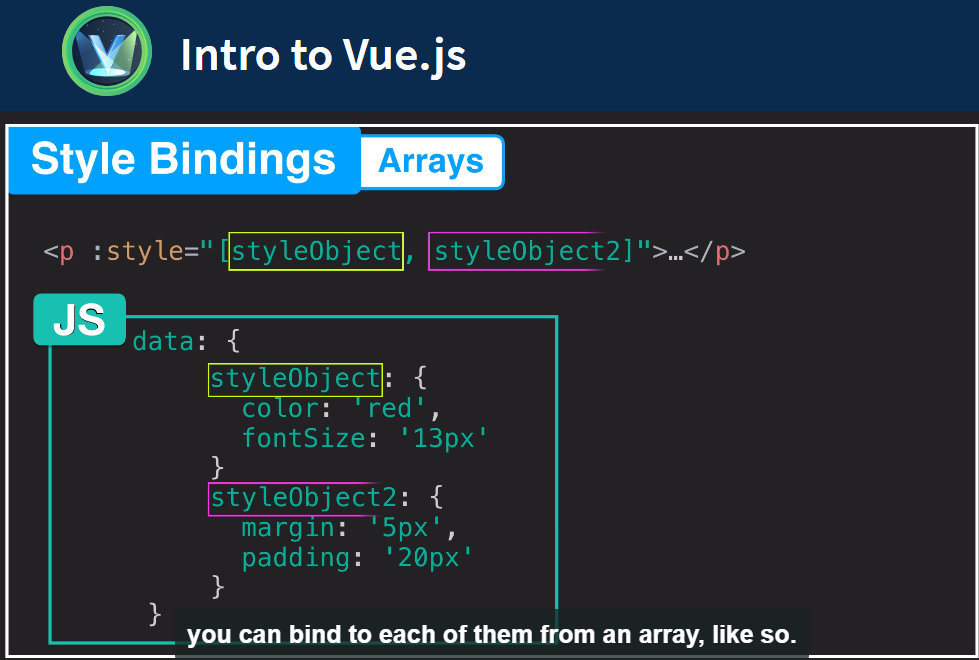 Intro to Vue.js
Style Bindings Arrays
<p :style="[styleObject, styleObject2]">…</p>
JS
data: {
styleObject: {
color: 'red',
fontSize: '13px'
}
styleObject2: {
margin: '5px',
padding: '20px'
}
}
you can bind to each of them from an array, like so.